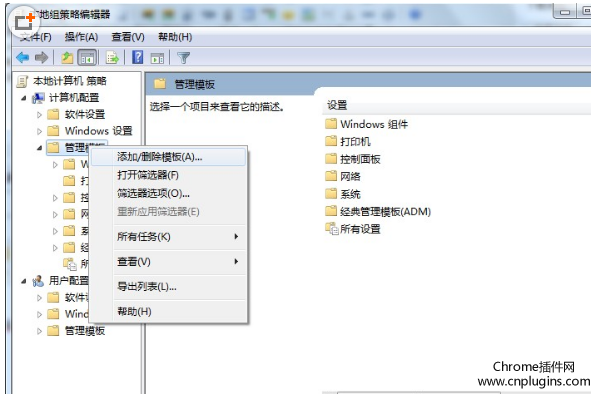 本地组策略编辑器
文件(F) 操作(A) 查看(V) 帮助(H)
本地计算机 策略
计算机配置
软件设置
Windows 设置
管理模板
用户配置
软件
Wind
管理模板
添加/删除模板(A)...
打开筛选器(F)
筛选器选项(O)...
重新应用筛选器(E)
所有任务(K)
查看(V)
导出列表(L)...
帮助(H)
管理模板
选择一个项目来查看它的描述。
设置
Windows 组件
打印机
控制面板
网络
系统
经典管理模板(ADM)
所有设置
Chrome插件网
www.cnplugins.com